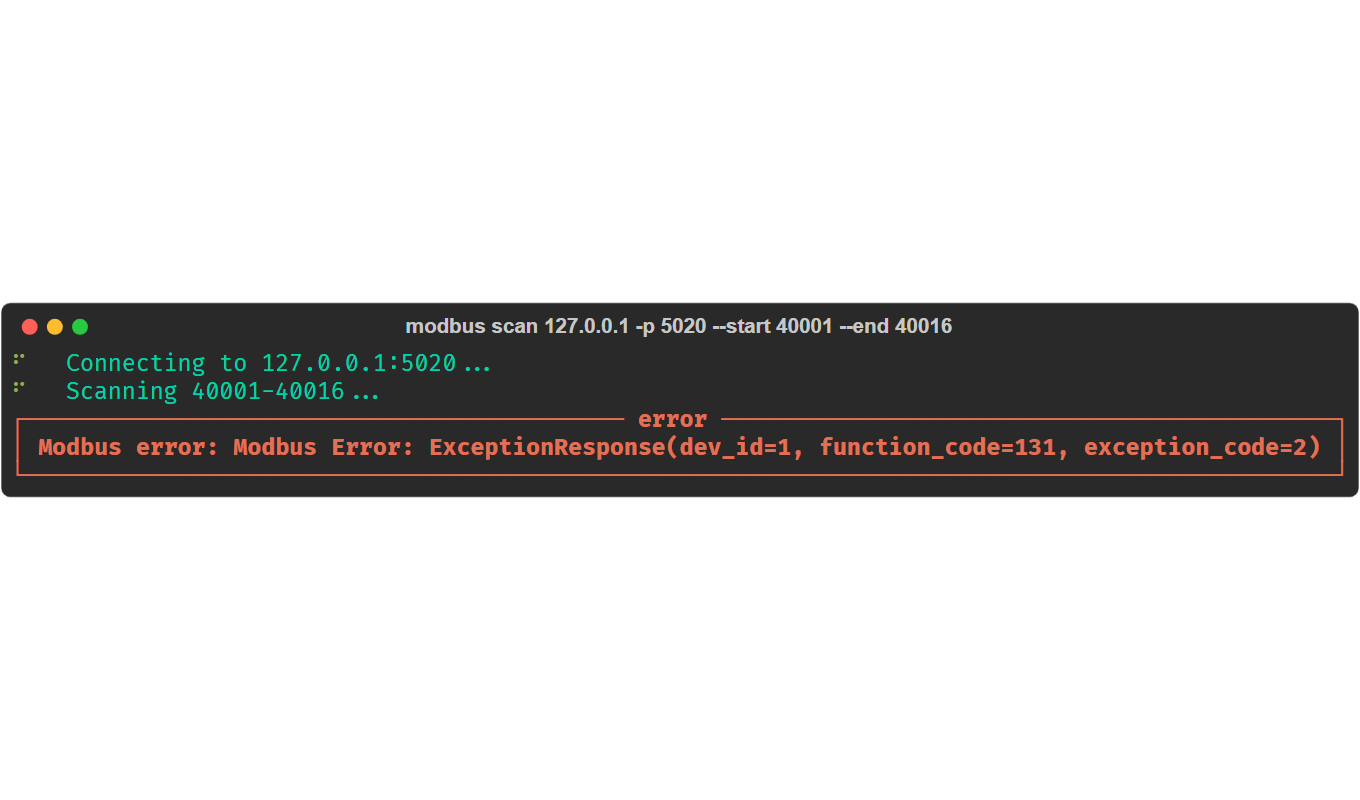 modbus scan 127.0.0.1 -p 5020 --start 40001 --end 40016
Connecting to 127.0.0.1:5020...
Scanning 40001-40016...
error
Modbus error: Modbus Error: ExceptionResponse(dev_id=1, function_code=131, exception_code=2)